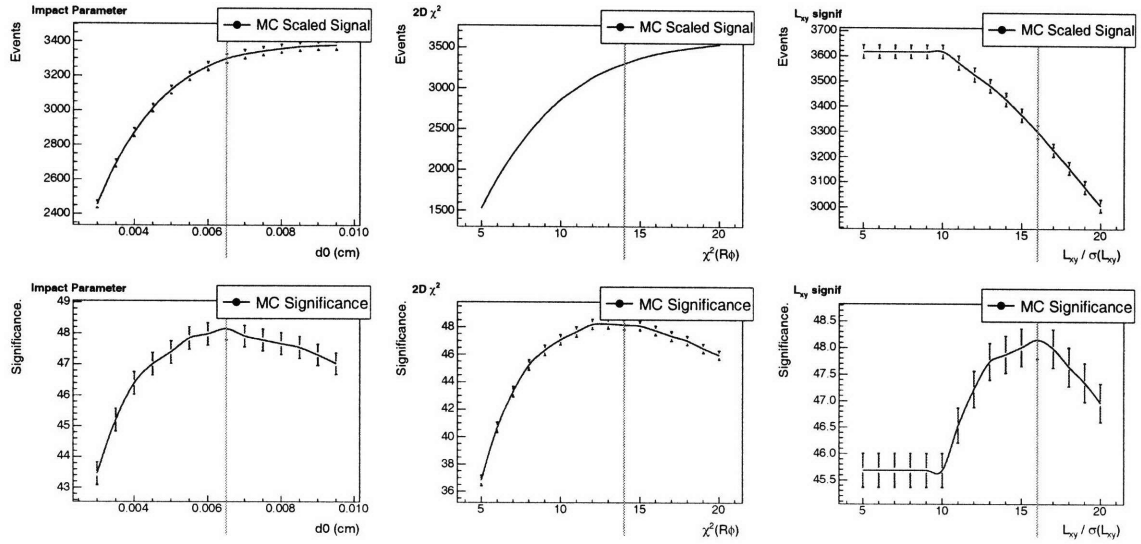 Impact Parameter
MC Scaled Signal
Events
3400
3200
3000
2800
2600
2400
0.004
0.006
0.008
0.010
d0 (cm)
2D χ²
MC Scaled Signal
Events
3500
3000
2500
2000
1500
5
10
15
20
χ²(RΦ)
Lxy signif
MC Scaled Signal
Events
3700
3600
3500
3400
3300
3200
3100
3000
5
10
15
20
Lxy / σ(Lxy)
Impact Parameter
MC Significance
Significance.
49
48
47
46
45
44
43
0.004
0.006
0.008
0.010
d0 (cm)
2D χ²
MC Significance
Significance.
48
46
44
42
40
38
36
5
10
15
20
χ²(RΦ)
Lxy signif
MC Significance
Significance.
48.5
48.0
47.5
47.0
46.5
46.0
45.5
5
10
15
20
Lxy / σ(Lxy)